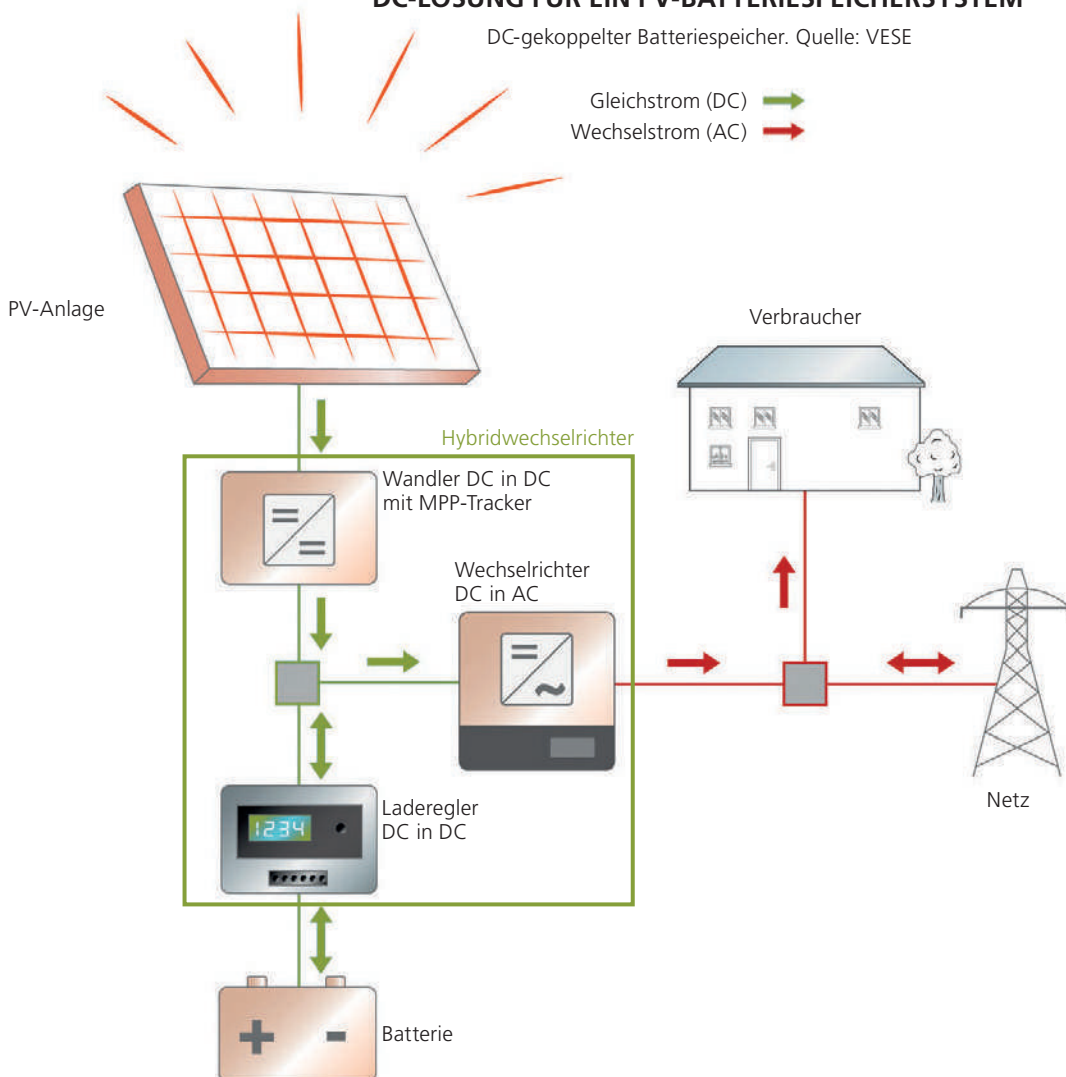 DC-LÖSUNG FÜR EIN PV-BATTERIESPEICHERSYSTEM
DC-gekoppelter Batteriespeicher. Quelle: VESE
Gleichstrom (DC)
Wechselstrom (AC)
PV-Anlage
Verbraucher
Hybridwechselrichter
Wandler DC in DC
mit MPP-Tracker
Wechselrichter
DC in AC
Laderegler
DC in DC
1234
Netz
+ -
Batterie